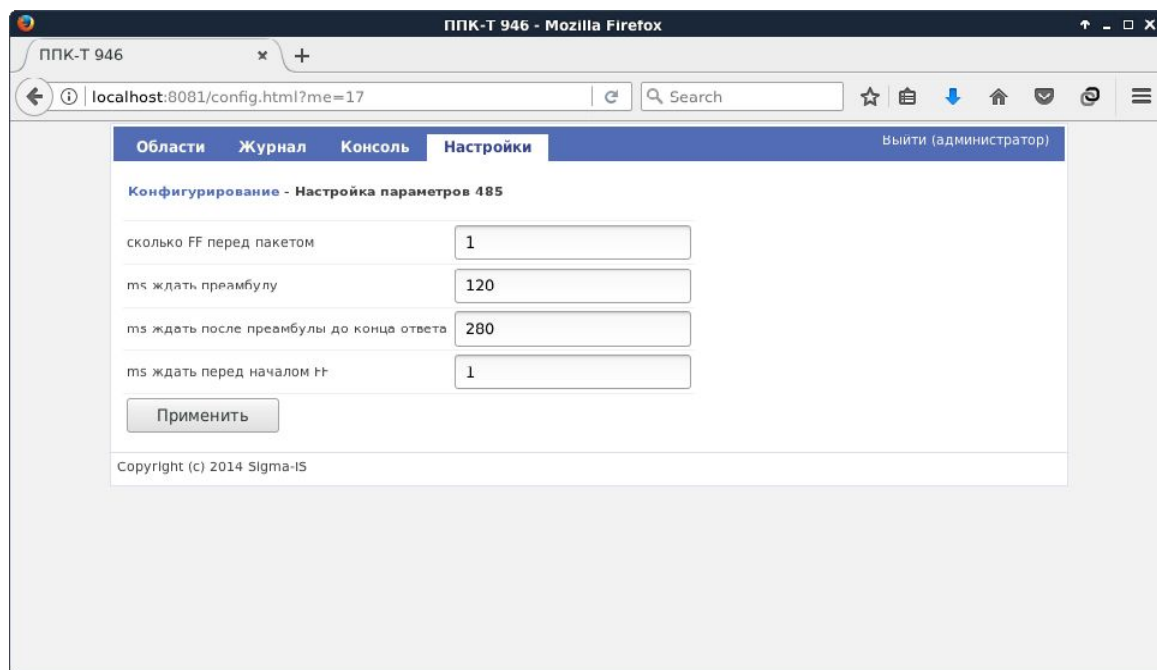 ППК-Т 946 - Mozilla Firefox
ППК-Т 946
localhost:8081/config.html?me=17
Search
Области Журнал Консоль Настройки Выйти (администратор)
Конфигурирование - Настройка параметров 485
сколько FF перед пакетом 1
ms ждать преамбулу 120
ms ждать после преамбулы до конца ответа 280
ms ждать перед началом FF 1
Применить
Copyright (c) 2014 Sigma-IS